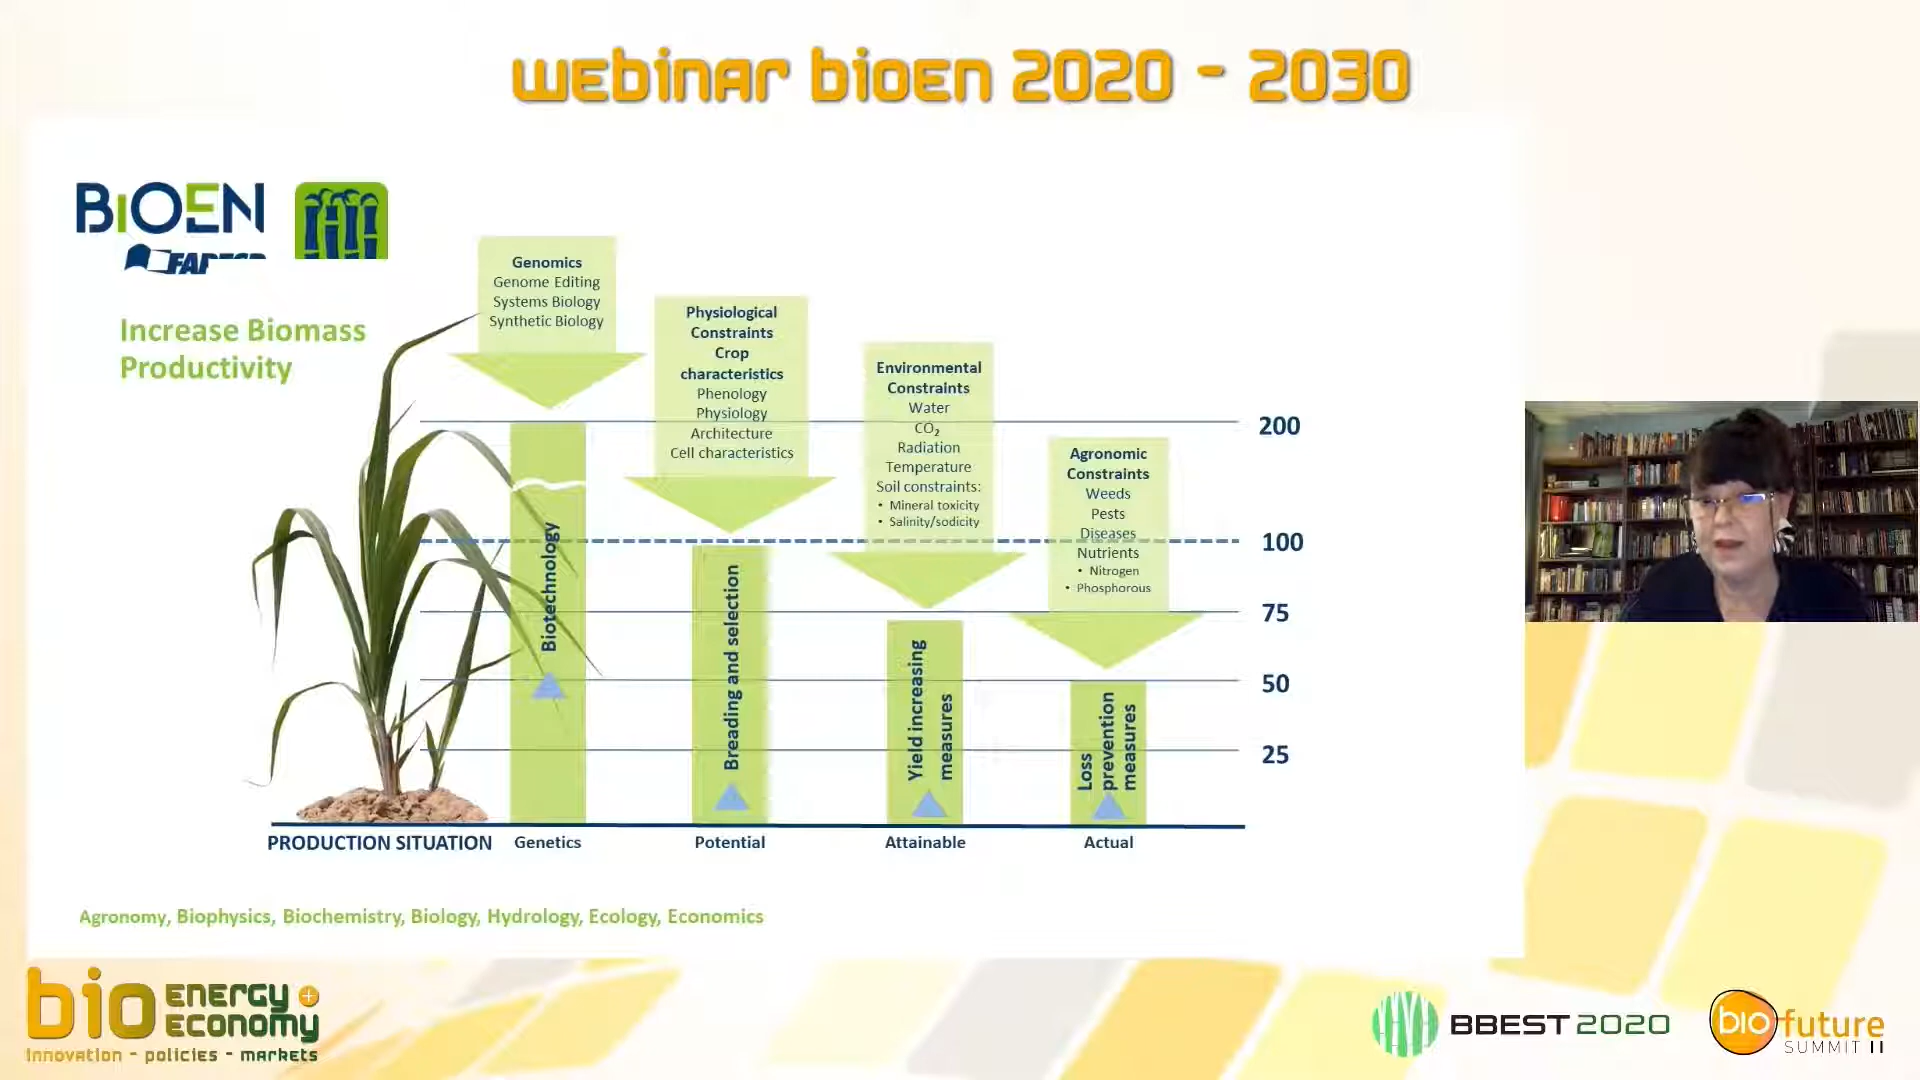 WEBINAR BIOEN 2020 - 2030
BIOEN
Increase Biomass
Productivity
Genomics
Genome Editing
Systems Biology
Synthetic Biology
Physiological
Constraints
Crop
characteristics
Phenology
Physiology
Architecture
Cell characteristics
Environmental
Constraints
Water
CO₂
Radiation
Temperature
Soil constraints:
• Mineral toxicity
• Salinity/sodicity
Agronomic
Constraints
Weeds
Pests
Diseases
Nutrients
• Nitrogen
• Phosphorous
200
100
75
50
25
Biotechnology
Breading and selection
Yield increasing
measures
Loss
prevention
measures
PRODUCTION SITUATION
Genetics
Potential
Attainable
Actual
Agronomy, Biophysics, Biochemistry, Biology, Hydrology, Ecology, Economics
bio ENERGY +
ECONOMY
innovation - policies - markets
BBEST 2020
bio future
SUMMIT II